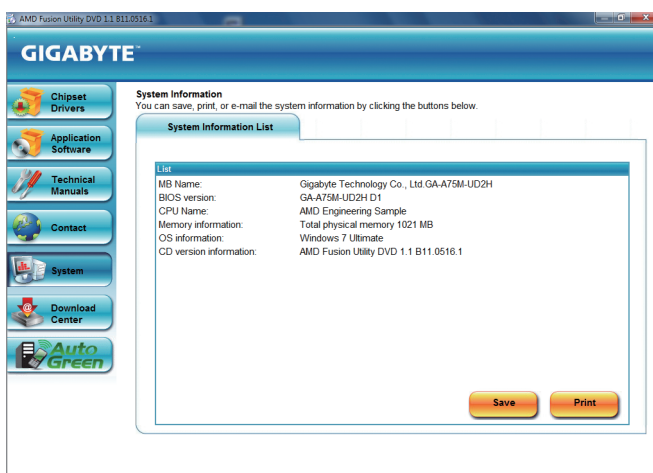 AMD Fusion Utility DVD 1.1 B11.0516.1
GIGABYTE™
Chipset
Drivers
Application
Software
Technical
Manuals
Contact
System
Download
Center
Auto
Green
System Information
You can save, print, or e-mail the system information by clicking the buttons below.
System Information List
List
MB Name: Gigabyte Technology Co., Ltd.GA-A75M-UD2H
BIOS version: GA-A75M-UD2H D1
CPU Name: AMD Engineering Sample
Memory information: Total physical memory 1021 MB
OS information: Windows 7 Ultimate
CD version information: AMD Fusion Utility DVD 1.1 B11.0516.1
Save Print